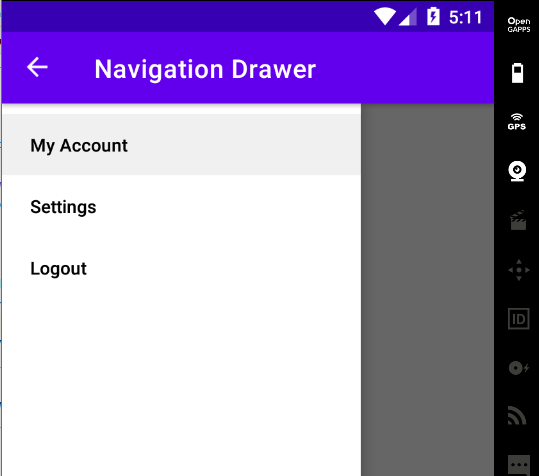 5:11
Open
GAPPS
Navigation Drawer
GPS
My Account
Settings
Logout
ID